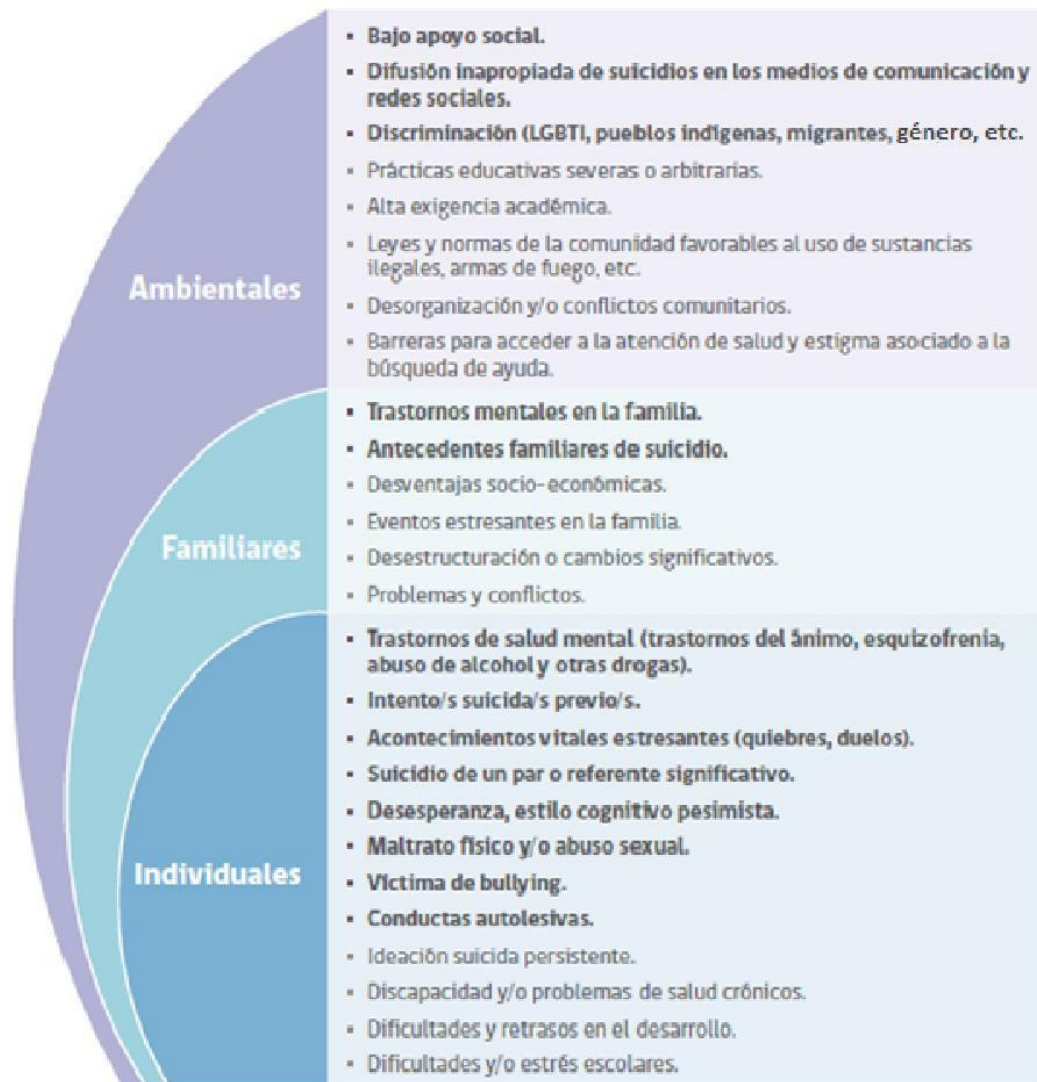 Ambientales
▪ Bajo apoyo social.
▪ Difusión inapropiada de suicidios en los medios de comunicación y
redes sociales.
▪ Discriminación (LGBTI, pueblos indígenas, migrantes, género, etc.
▪ Prácticas educativas severas o arbitrarias.
▪ Alta exigencia académica.
▪ Leyes y normas de la comunidad favorables al uso de sustancias
ilegales, armas de fuego, etc.
▪ Desorganización y/o conflictos comunitarios.
▪ Barreras para acceder a la atención de salud y estigma asociado a la
búsqueda de ayuda.
Familiares
▪ Trastornos mentales en la familia.
▪ Antecedentes familiares de suicidio.
▪ Desventajas socio-económicas.
▪ Eventos estresantes en la familia.
▪ Desestructuración o cambios significativos.
▪ Problemas y conflictos.
Individuales
▪ Trastornos de salud mental (trastornos del ánimo, esquizofrenia,
abuso de alcohol y otras drogas).
▪ Intento/s suicida/s previo/s.
▪ Acontecimientos vitales estresantes (quiebres, duelos).
▪ Suicidio de un par o referente significativo.
▪ Desesperanza, estilo cognitivo pesimista.
▪ Maltrato físico y/o abuso sexual.
▪ Víctima de bullying.
▪ Conductas autolesivas.
▪ Ideación suicida persistente.
▪ Discapacidad y/o problemas de salud crónicos.
▪ Dificultades y retrasos en el desarrollo.
▪ Dificultades y/o estrés escolares.